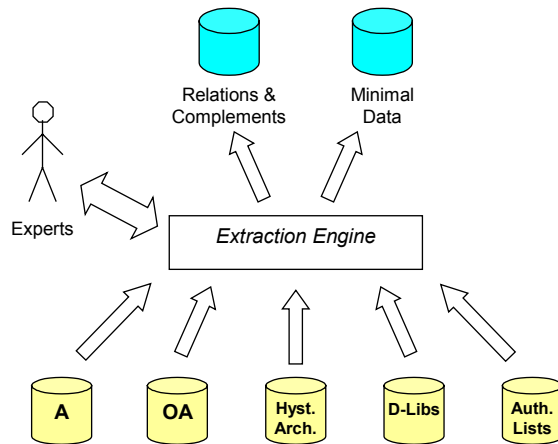 Relations &
Complements
Minimal
Data
Experts
Extraction Engine
A
OA
Hyst.
Arch.
D-Libs
Auth.
Lists